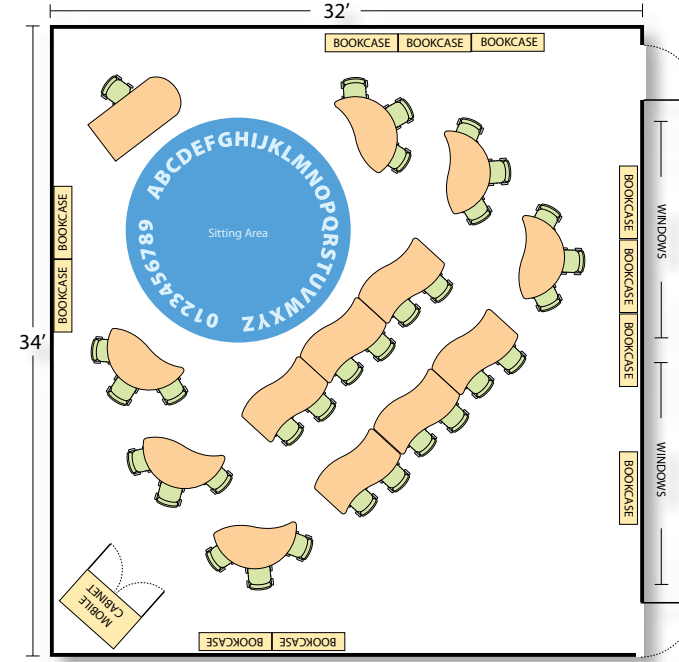 32'
BOOKCASE BOOKCASE BOOKCASE
ABCDEFGHIJKLMNOPQRSTUVWXYZ
0123456789
Sitting Area
BOOKCASE
BOOKCASE
BOOKCASE
BOOKCASE
BOOKCASE
WINDOWS
34'
BOOKCASE
WINDOWS
MOBILE
CABINET
BOOKCASE BOOKCASE